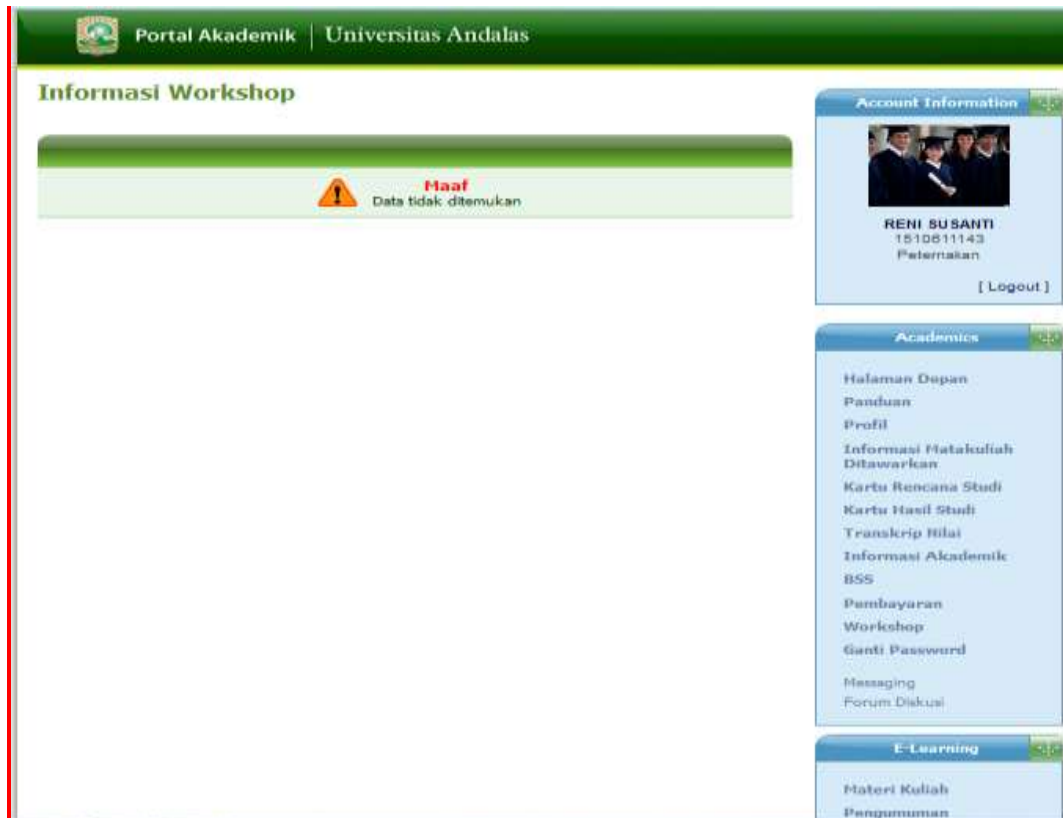 Portal Akademik | Universitas Andalas
Informasi Workshop
Maaf
Data tidak ditemukan
Account Information
RENI SUSANTI
1510611143
Peternakan
[ Logout ]
Academics
Halaman Depan
Panduan
Profil
Informasi Matakuliah
Ditawarkan
Kartu Rencana Studi
Kartu Hasil Studi
Transkrip Nilai
Informasi Akademik
BSS
Pembayaran
Workshop
Ganti Password
Messaging
Forum Diskusi
E-Learning
Materi Kuliah
Pengumuman